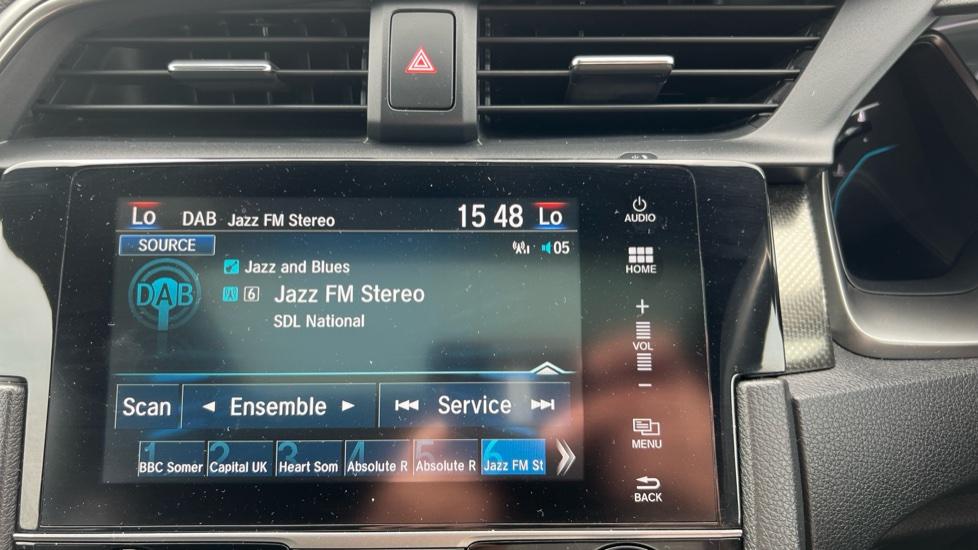 Lo DAB Jazz FM Stereo 15 48 Lo
AUDIO
SOURCE 05
Jazz and Blues
HOME
6 Jazz FM Stereo
SDL National
+
VOL
-
Scan Ensemble Service
MENU
1 2 3 4 5 6
BBC Somer Capital UK Heart Som Absolute R Absolute R Jazz FM St
BACK